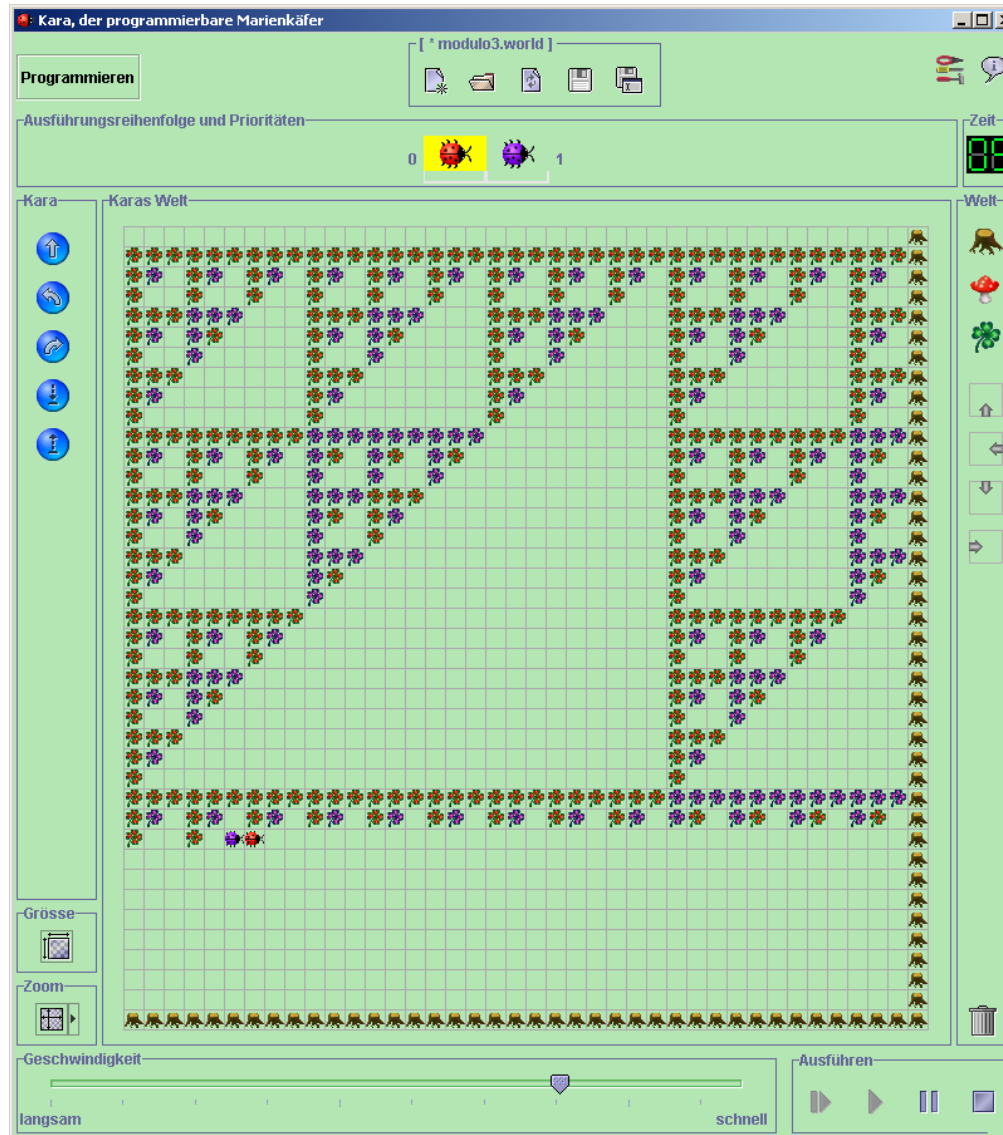 Kara, der programmierbare Marienkäfer
[ * modulo3.world ]
Programmieren
Ausführungsreihenfolge und Prioritäten
Zeit
0
1
Kara
Karas Welt
Welt
Grösse
Zoom
Geschwindigkeit
langsam
schnell
Ausführen